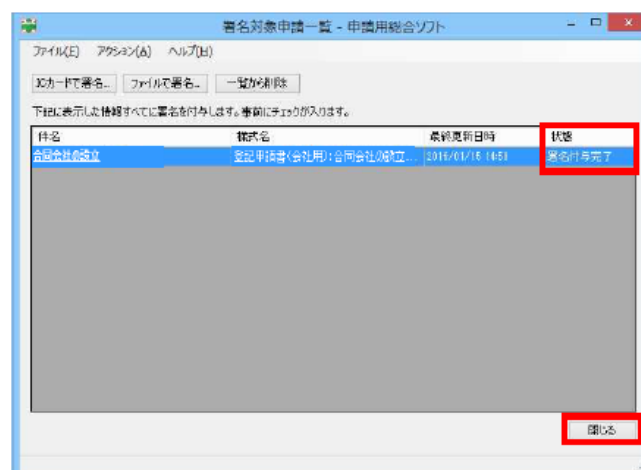 署名対象申請一覧 - 申請用総合ソフト
ファイル(F) アクション(A) ヘルプ(H)
ICカードで署名... ファイルで署名... 一覧から削除
下記に表示した情報すべてに署名を付与します。事前にチェックが入ります。
件名 様式名 最終更新日時 状態
合同会社の設立 登記申請書(会社用):合同会社の設立... 2016/01/15 14:51 署名付与完了
閉じる